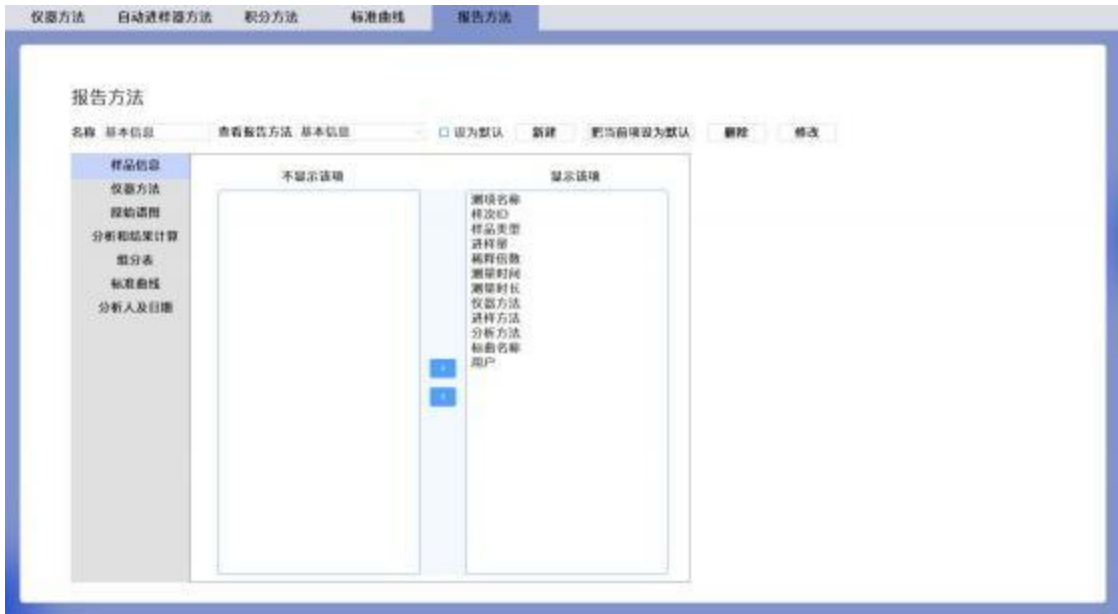 仪器方法 自动进样器方法 积分方法 标准曲线 报告方法
报告方法
名称 基本信息 查看报告方法 基本信息 设为默认 新建 把当前项设为默认 删除 修改
样品信息
仪器方法
原始谱图
分析和结果计算
组分表
标准曲线
分析人及日期
不显示该项
显示该项
测项名称
样次ID
样品类型
进样量
稀释倍数
测量时间
测量时长
仪器方法
进样方法
分析方法
标曲名称
用户